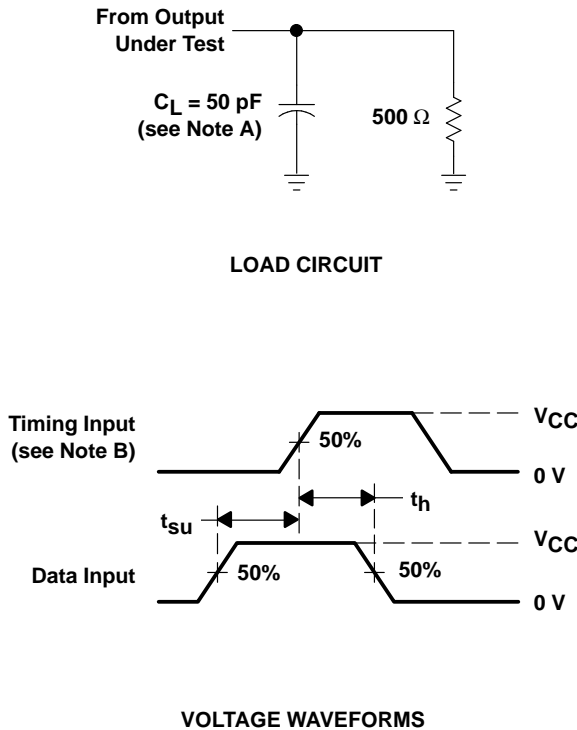 From Output
Under Test
CL = 50 pF
(see Note A)
500 Ω
LOAD CIRCUIT
Timing Input
(see Note B)
50%
VCC
0 V
th
tsu
Data Input
50%
50%
VCC
0 V
VOLTAGE WAVEFORMS